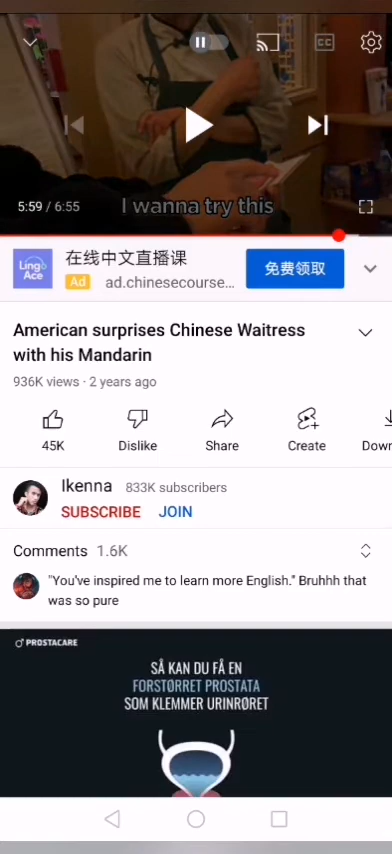 CC
5:59 / 6:55
I wanna try this
Lingo Ace
在线中文直播课
Ad ad.chinesecourse...
免费领取
American surprises Chinese Waitress
with his Mandarin
936K views · 2 years ago
45K
Dislike
Share
Create
Down
Ikenna 833K subscribers
SUBSCRIBE JOIN
Comments 1.6K
"You've inspired me to learn more English." Bruhhh that
was so pure
PROSTACARE
SÅ KAN DU FÅ EN
FORSTØRRET PROSTATA
SOM KLEMMER URINRØRET